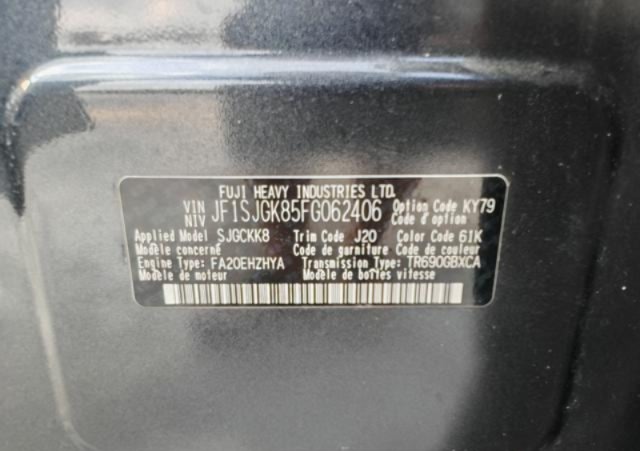 FUJI HEAVY INDUSTRIES LTD.
VIN JF1SJGK85FG062406 Option Code KY79
NIV Code d'option
Applied Model SJGCKK8 Trim Code J20 Color Code 61K
Modèle concerné Code de garniture Code de couleur
Engine Type: FA20EHZHYA Transmission Type: TR690GBXCA
Modèle de moteur Modèle de boîtes vitesse